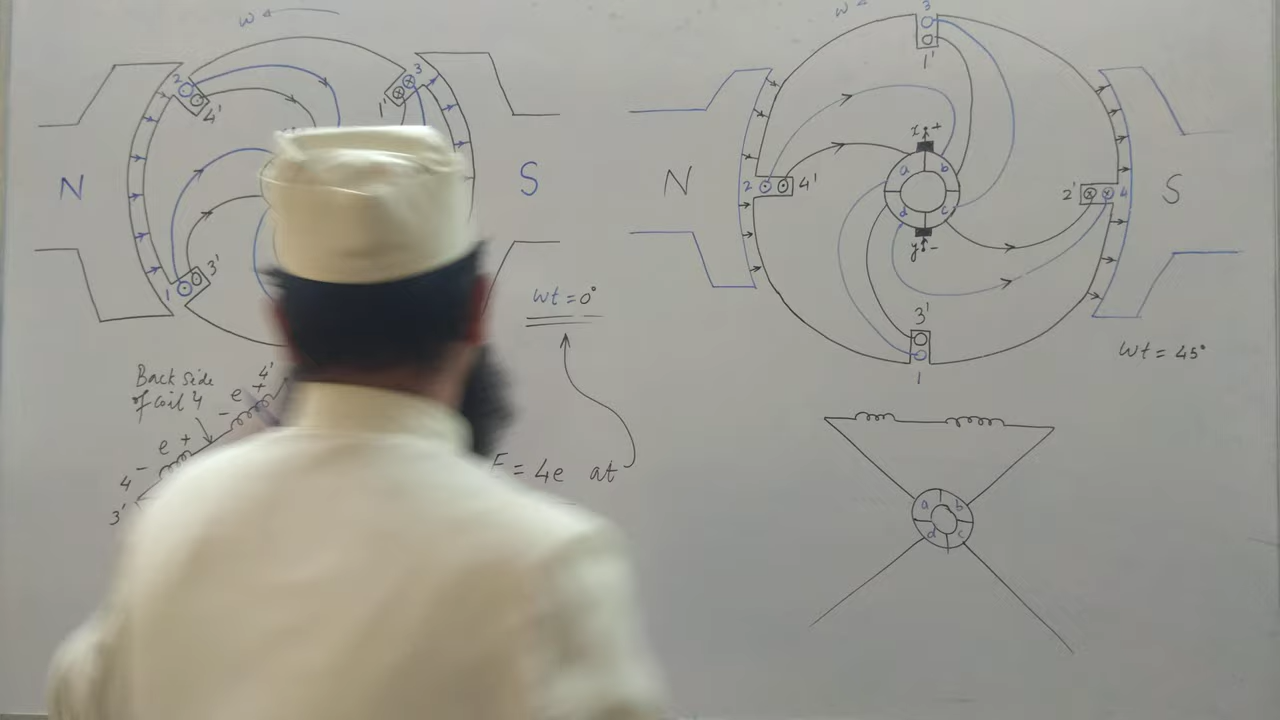 ω
2
4'
3
1'
N
S
1
3'
ωt = 0°
Back side
of coil 4
4'
e
+
-
e
+
-
4
3'
= 4e at
ω
3
1'
x
+
a
b
N
2
4'
2'
4
S
d
c
y
-
3'
1
ωt = 45°
a
b
d
c